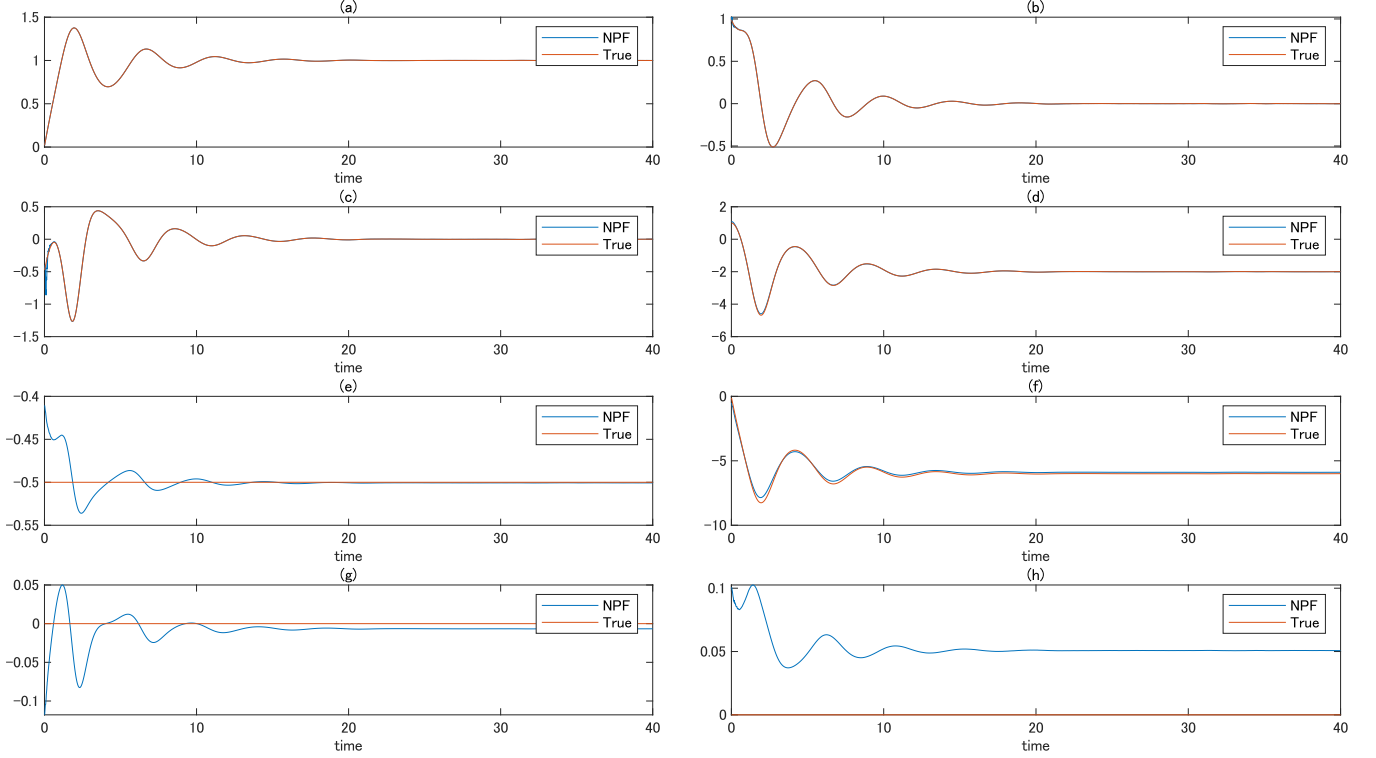 (a)
1.5
1
0.5
0
NPF
True
0 10 20 30 40
time
(b)
1
0.5
0
-0.5
NPF
True
0 10 20 30 40
time
(c)
0.5
0
-0.5
-1
-1.5
NPF
True
0 10 20 30 40
time
(d)
2
0
-2
-4
-6
NPF
True
0 10 20 30 40
time
(e)
-0.4
-0.45
-0.5
-0.55
NPF
True
0 10 20 30 40
time
(f)
0
-5
-10
NPF
True
0 10 20 30 40
time
(g)
0.05
0
-0.05
-0.1
NPF
True
0 10 20 30 40
time
(h)
0.1
0.05
0
NPF
True
0 10 20 30 40
time